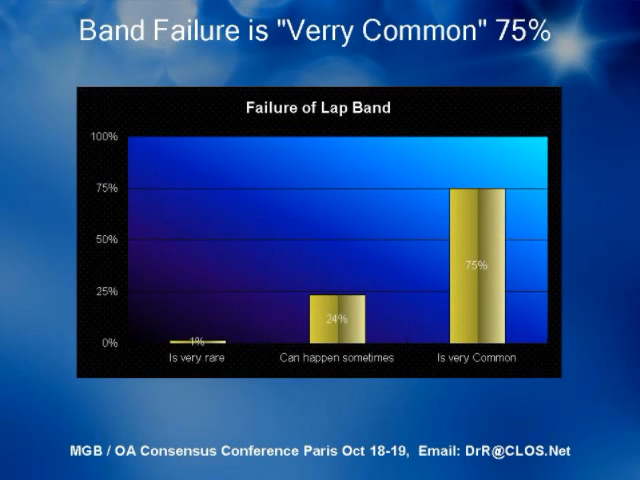 Band Failure is "Verry Common" 75%
Failure of Lap Band
100%
75%
50%
25%
0%
1%
24%
75%
Is very rare
Can happen sometimes
Is very Common
MGB / OA Consensus Conference Paris Oct 18-19, Email: DrR@CLOS.Net